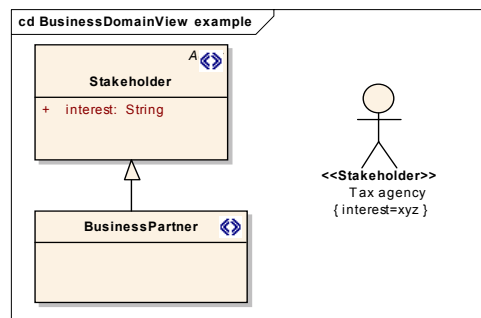 cd BusinessDomainView example
A
Stakeholder
+ interest: String
BusinessPartner
<<Stakeholder>>
Tax agency
{ interest=xyz }